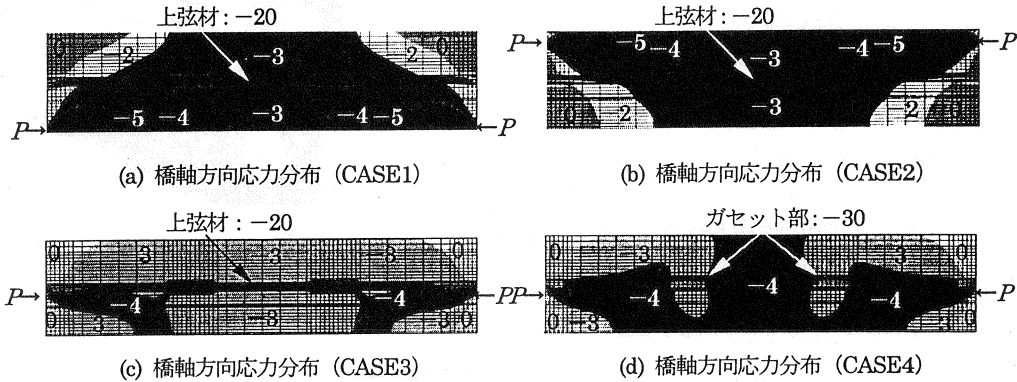 上弦材：−20
0 −2 −3 2 0
−5 −4 −3 −4 −5
P P
(a) 橋軸方向応力分布（CASE1）
上弦材：−20
P −5 −4 −3 −4 −5 P
−3
0 2 2 0
(b) 橋軸方向応力分布（CASE2）
上弦材：−20
0 3 3 −3 0
P −4 −4 P
0 3 −3 3 0
(c) 橋軸方向応力分布（CASE3）
ガセット部：−30
0 −3 3 0
P −4 −4 −4 P
0 −3 3 0
(d) 橋軸方向応力分布（CASE4）